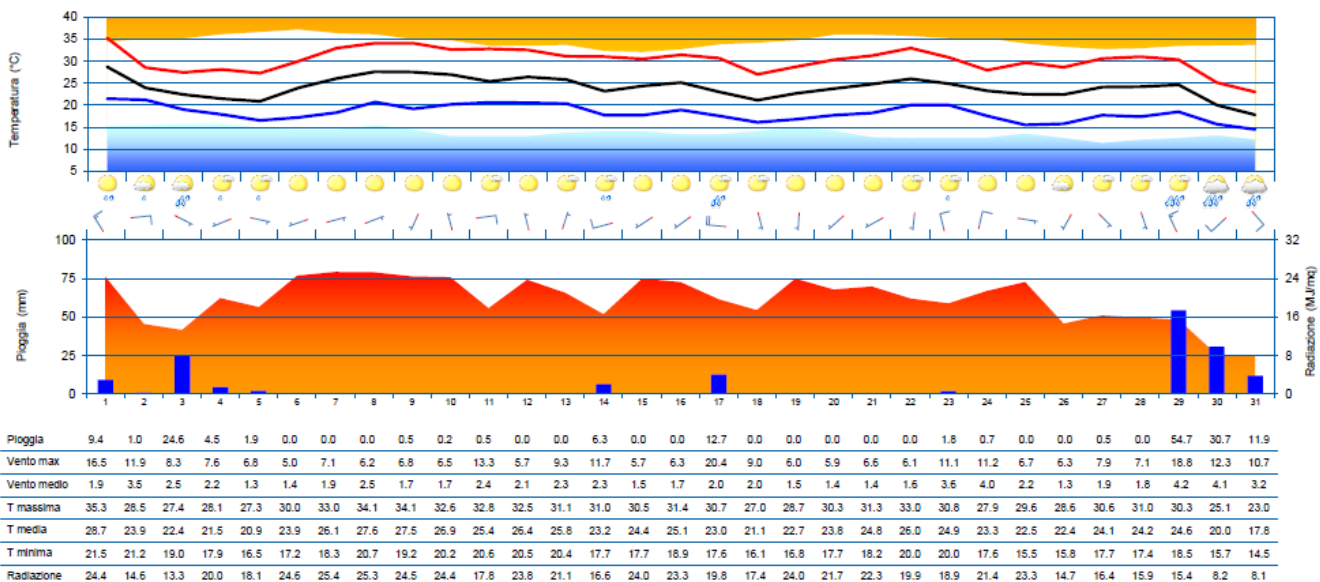 40
35
30
25
20
15
10
5
Temperatura (°C)
100 32
75 24
50 16
25 8
0 0
Pioggia (mm)
Radiazione (MJ/mq)
1 2 3 4 5 6 7 8 9 10 11 12 13 14 15 16 17 18 19 20 21 22 23 24 25 26 27 28 29 30 31
Pioggia 9.4 1.0 24.6 4.5 1.9 0.0 0.0 0.0 0.5 0.2 0.5 0.0 0.0 6.3 0.0 0.0 12.7 0.0 0.0 0.0 0.0 0.0 1.8 0.7 0.0 0.0 0.5 0.0 54.7 30.7 11.9
Vento max 16.5 11.9 8.3 7.6 6.8 5.0 7.1 6.2 6.8 6.5 13.3 5.7 9.3 11.7 5.7 6.3 20.4 9.0 6.0 5.9 6.6 6.1 11.1 11.2 6.7 6.3 7.9 7.1 18.8 12.3 10.7
Vento medio 1.9 3.5 2.5 2.2 1.3 1.4 1.9 2.5 1.7 1.7 2.4 2.1 2.3 2.3 1.5 1.7 2.0 2.0 1.5 1.4 1.4 1.6 3.6 4.0 2.2 1.3 1.9 1.8 4.2 4.1 3.2
T massima 35.3 28.5 27.4 28.1 27.3 30.0 33.0 34.1 34.1 32.6 32.8 32.5 31.1 31.0 30.5 31.4 30.7 27.0 28.7 30.3 31.3 33.0 30.8 27.9 29.6 28.6 30.6 31.0 30.3 25.1 23.0
T media 28.7 23.9 22.4 21.5 20.9 23.9 26.1 27.6 27.5 26.9 25.4 26.4 25.8 23.2 24.4 25.1 23.0 21.1 22.7 23.8 24.8 26.0 24.9 23.3 22.5 22.4 24.1 24.2 24.6 20.0 17.8
T minima 21.5 21.2 19.0 17.9 16.5 17.2 18.3 20.7 19.2 20.2 20.6 20.5 20.4 17.7 17.7 18.9 17.6 16.1 16.8 17.7 18.2 20.0 20.0 17.6 15.5 15.8 17.7 17.4 18.5 15.7 14.5
Radiazione 24.4 14.6 13.3 20.0 18.1 24.6 25.4 25.3 24.5 24.4 17.8 23.8 21.1 16.6 24.0 23.3 19.8 17.4 24.0 21.7 22.3 19.9 18.9 21.4 23.3 14.7 16.4 15.9 15.4 8.2 8.1